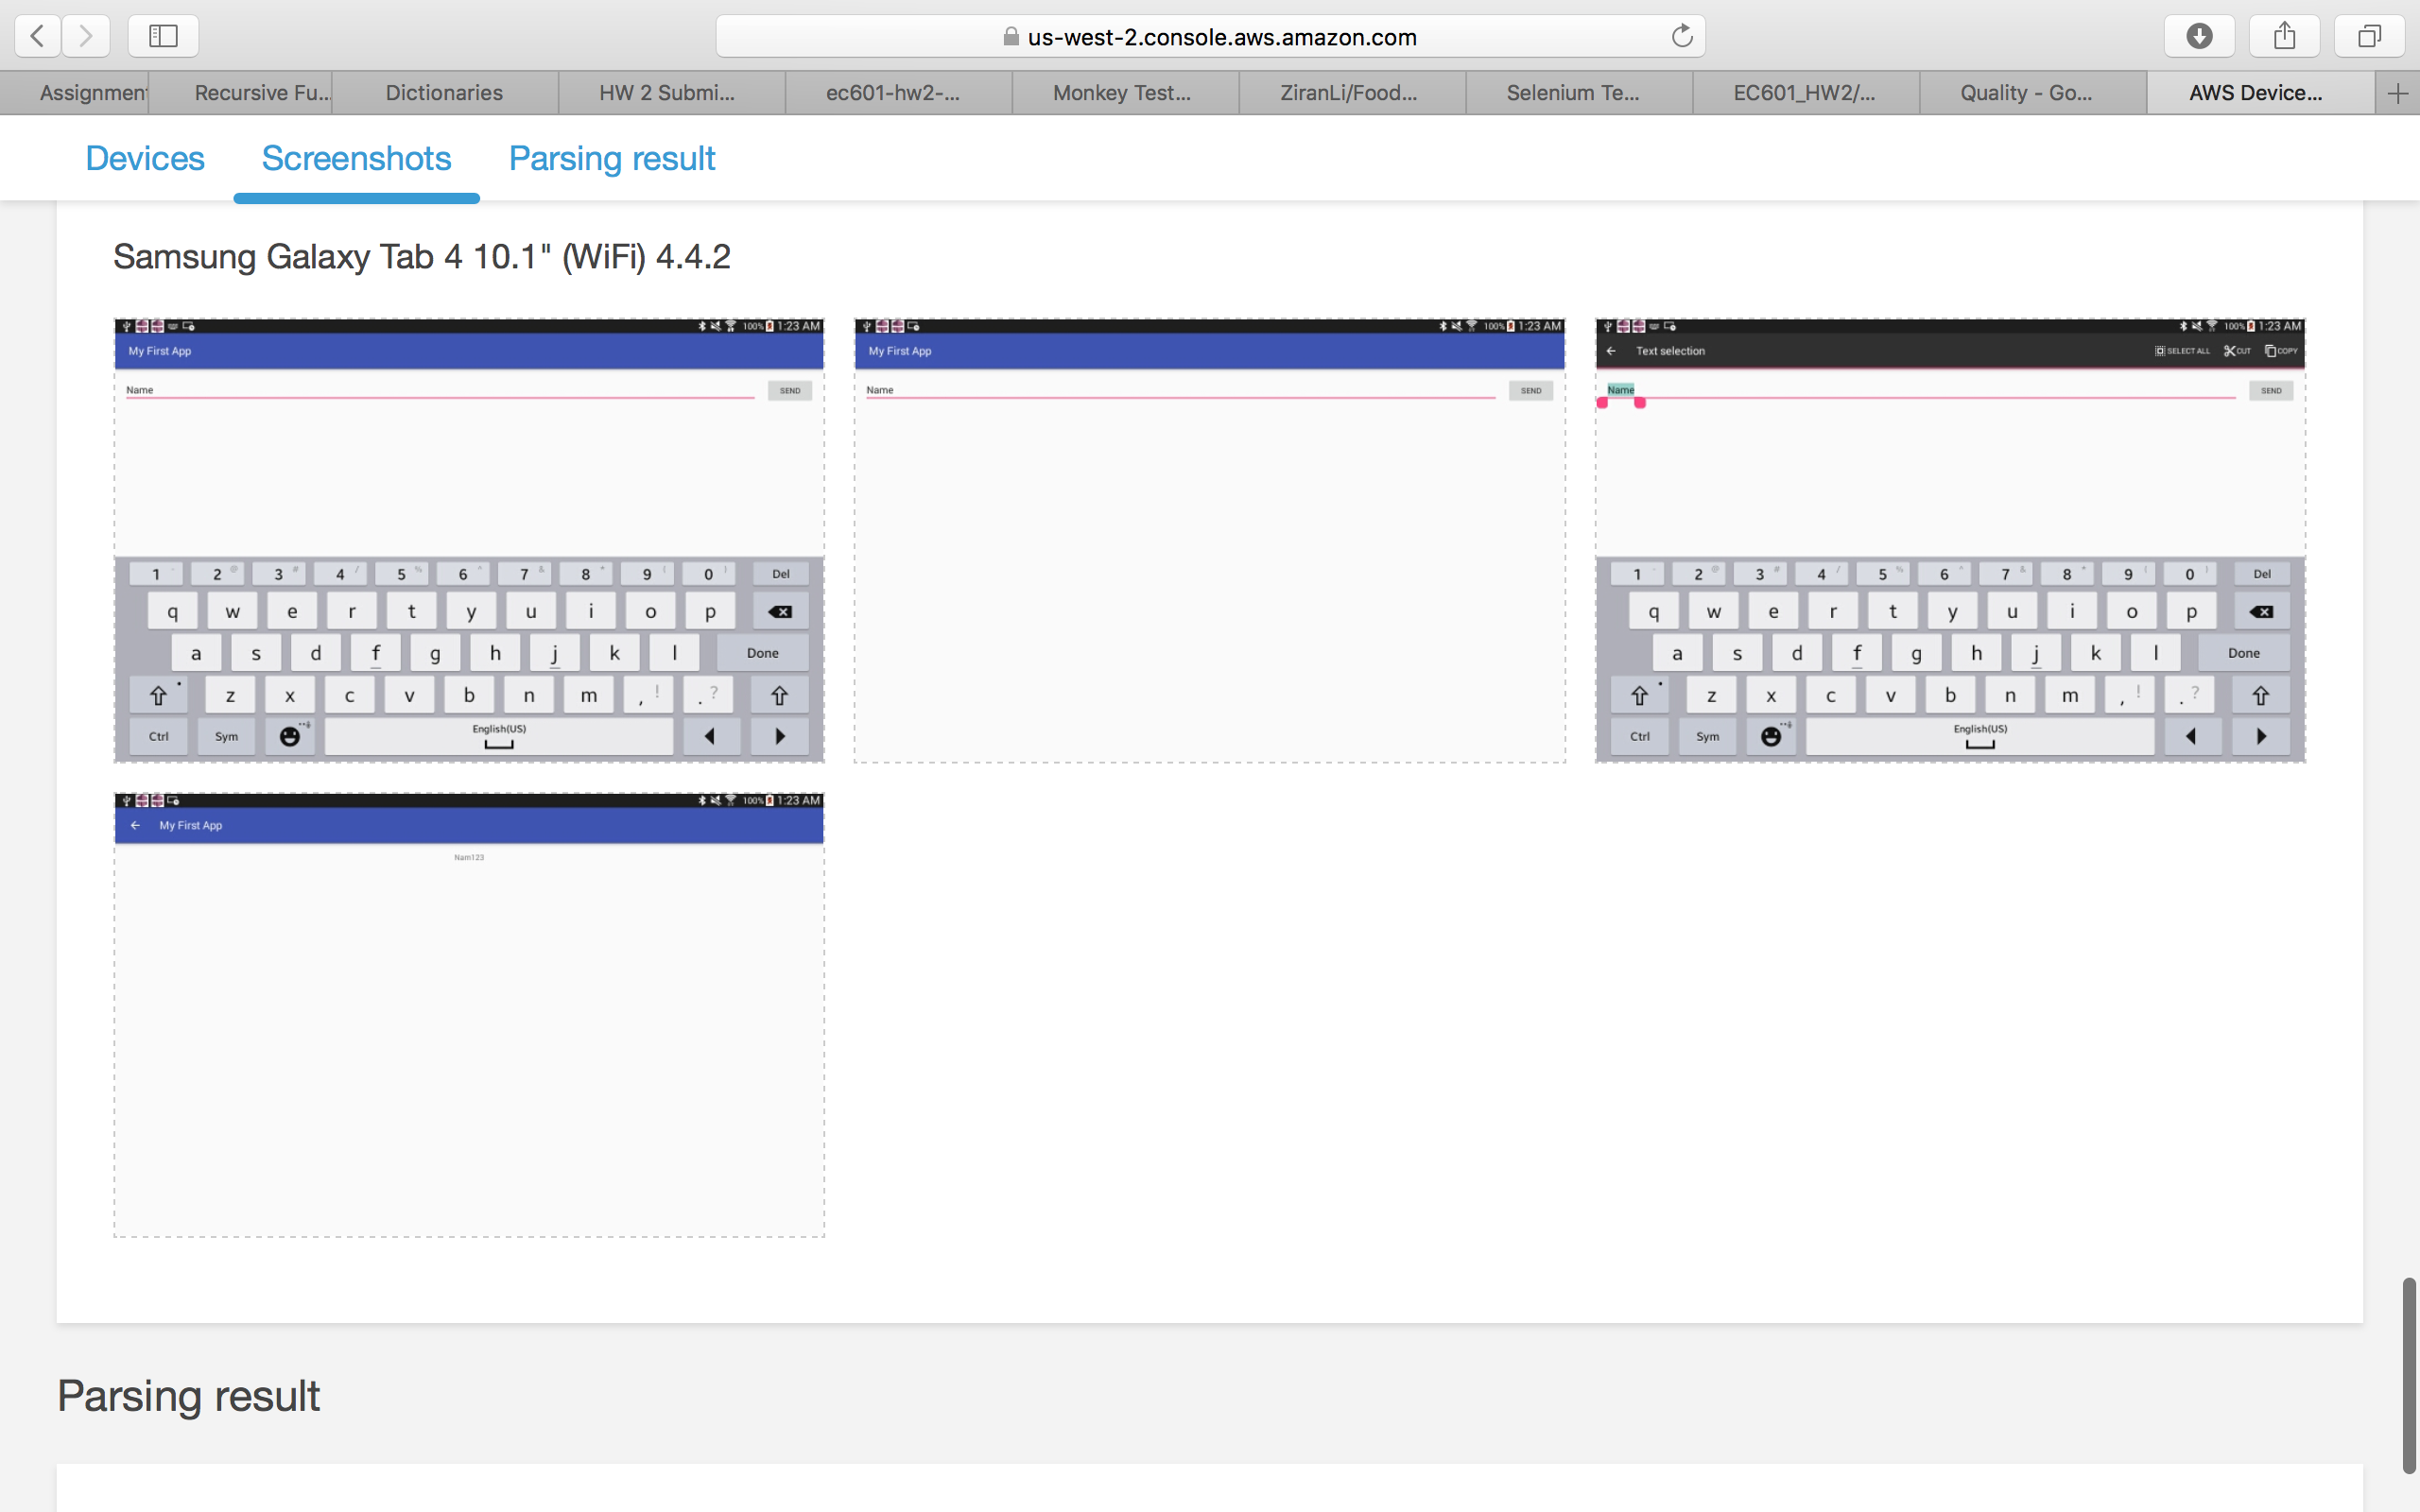 us-west-2.console.aws.amazon.com
Assignment Recursive Fu... Dictionaries HW 2 Submi... ec601-hw2-... Monkey Test... ZiranLi/Food... Selenium Te... EC601_HW2/... Quality - Go... AWS Device...
Devices Screenshots Parsing result
Samsung Galaxy Tab 4 10.1" (WiFi) 4.4.2
100% 1:23 AM
My First App
Name SEND
1 2 @ 3 # 4 / 5 % 6 ^ 7 & 8 * 9 ( 0 ) Del
q w e r t y u i o p
a s d f g h j k l Done
z x c v b n m , ! . ?
Ctrl Sym English(US)
100% 1:23 AM
My First App
Name SEND
100% 1:23 AM
Text selection SELECT ALL CUT COPY
Name SEND
1 2 @ 3 # 4 / 5 % 6 ^ 7 & 8 * 9 ( 0 ) Del
q w e r t y u i o p
a s d f g h j k l Done
z x c v b n m , ! . ?
Ctrl Sym English(US)
100% 1:23 AM
My First App
Nam123
Parsing result